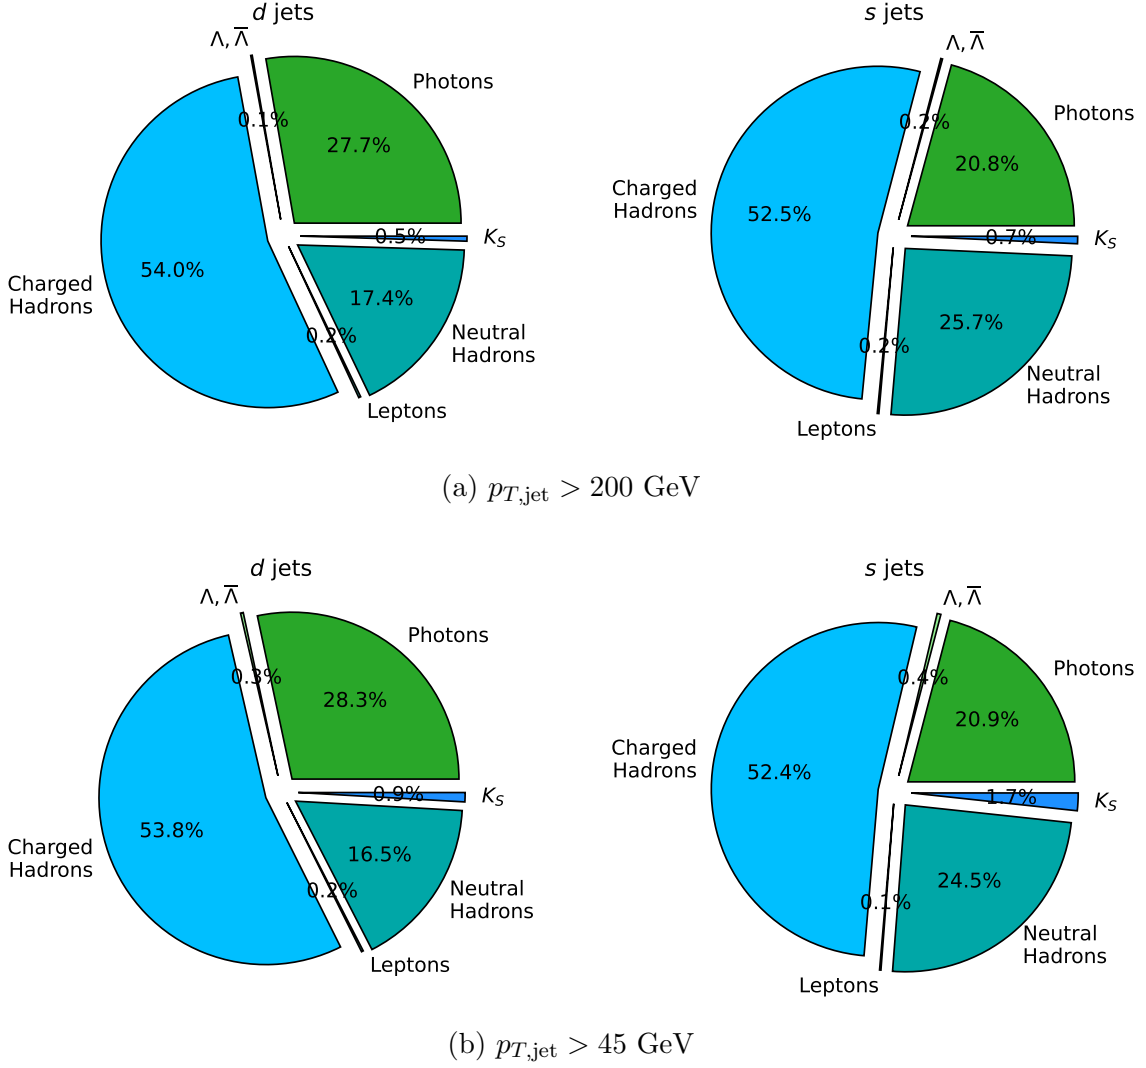 d jets
Λ, Λ̅
Photons
0.1%
27.7%
0.5%
K_S
54.0%
Charged
Hadrons
17.4%
0.2%
Neutral
Hadrons
Leptons
s jets
Λ, Λ̅
Photons
0.2%
20.8%
Charged
Hadrons
52.5%
0.7%
K_S
25.7%
0.2%
Neutral
Hadrons
Leptons
(a) p_{T,jet} > 200 GeV
d jets
Λ, Λ̅
Photons
0.3%
28.3%
0.9%
K_S
53.8%
Charged
Hadrons
16.5%
0.2%
Neutral
Hadrons
Leptons
s jets
Λ, Λ̅
Photons
0.4%
20.9%
Charged
Hadrons
52.4%
1.7%
K_S
24.5%
0.1%
Neutral
Hadrons
Leptons
(b) p_{T,jet} > 45 GeV